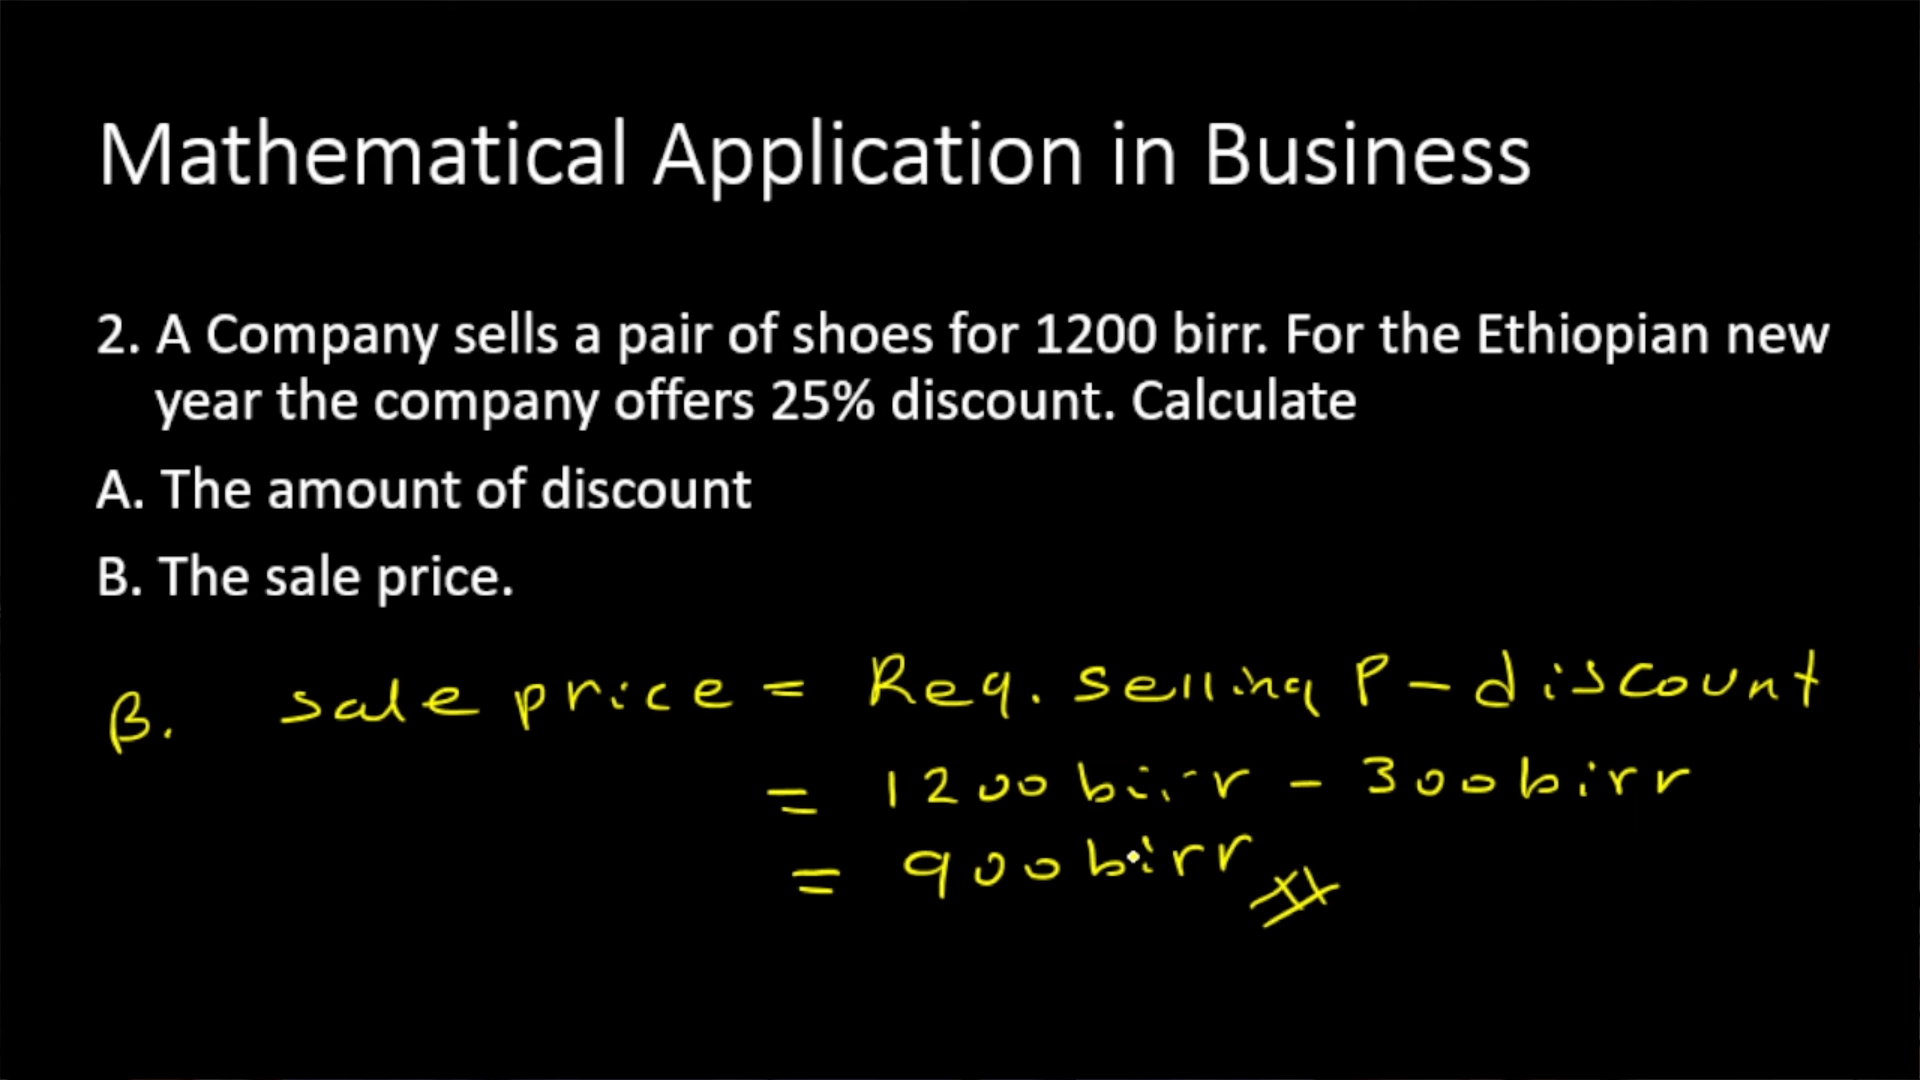 Mathematical Application in Business
2. A Company sells a pair of shoes for 1200 birr. For the Ethiopian new
year the company offers 25% discount. Calculate
A. The amount of discount
B. The sale price.
B. sale price = Reg. selling P - discount
= 1200 birr - 300 birr
= 900 birr